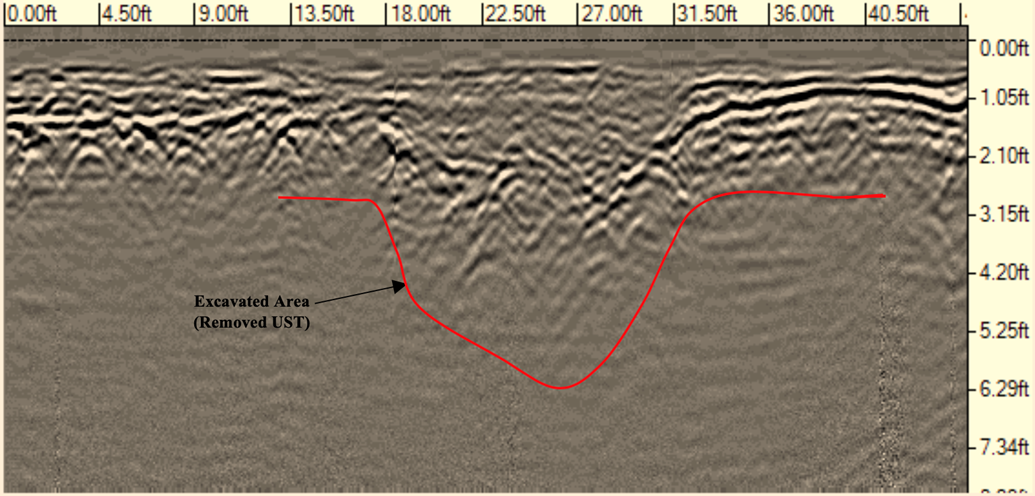 0.00ft 4.50ft 9.00ft 13.50ft 18.00ft 22.50ft 27.00ft 31.50ft 36.00ft 40.50ft
0.00ft
1.05ft
2.10ft
3.15ft
4.20ft
Excavated Area
(Removed UST)
5.25ft
6.29ft
7.34ft